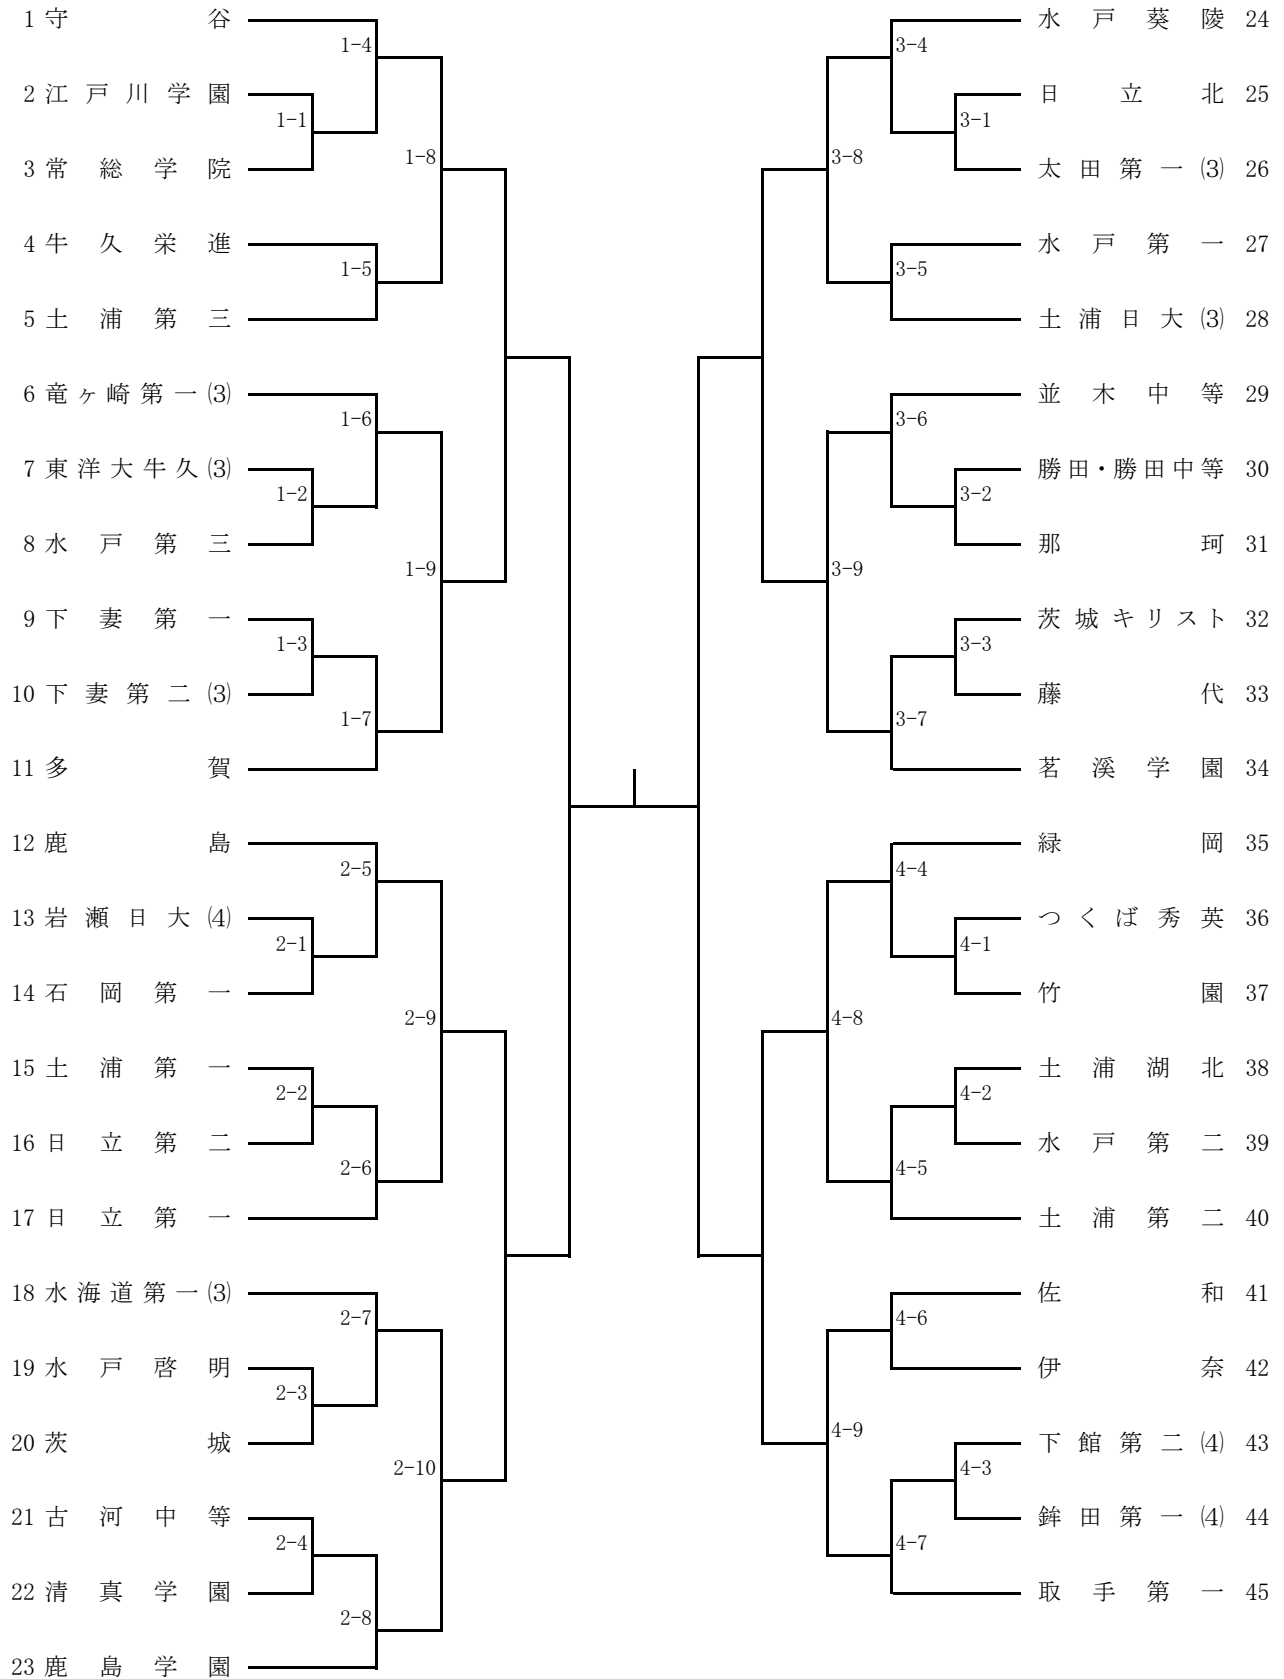 1 守谷
1-4
2 江戸川学園
1-1
3 常総学院
1-8
4 牛久栄進
1-5
5 土浦第三
6 竜ヶ崎第一(3)
1-6
7 東洋大牛久(3)
1-2
8 水戸第三
1-9
9 下妻第一
1-3
10 下妻第二(3)
1-7
11 多賀
12 鹿島
2-5
13 岩瀬日大(4)
2-1
14 石岡第一
2-9
15 土浦第一
2-2
16 日立第二
2-6
17 日立第一
18 水海道第一(3)
2-7
19 水戸啓明
2-3
20 茨城
2-10
21 古河中等
2-4
22 清真学園
2-8
23 鹿島学園
水戸葵陵 24
3-4
日立北 25
3-1
3-8
太田第一(3) 26
水戸第一 27
3-5
土浦日大(3) 28
並木中等 29
3-6
勝田・勝田中等 30
3-2
那珂 31
3-9
茨城キリスト 32
3-3
藤代 33
3-7
茗溪学園 34
緑岡 35
4-4
つくば秀英 36
4-1
竹園 37
4-8
土浦湖北 38
4-2
水戸第二 39
4-5
土浦第二 40
佐和 41
4-6
伊奈 42
4-9
下館第二(4) 43
4-3
鉾田第一(4) 44
4-7
取手第一 45